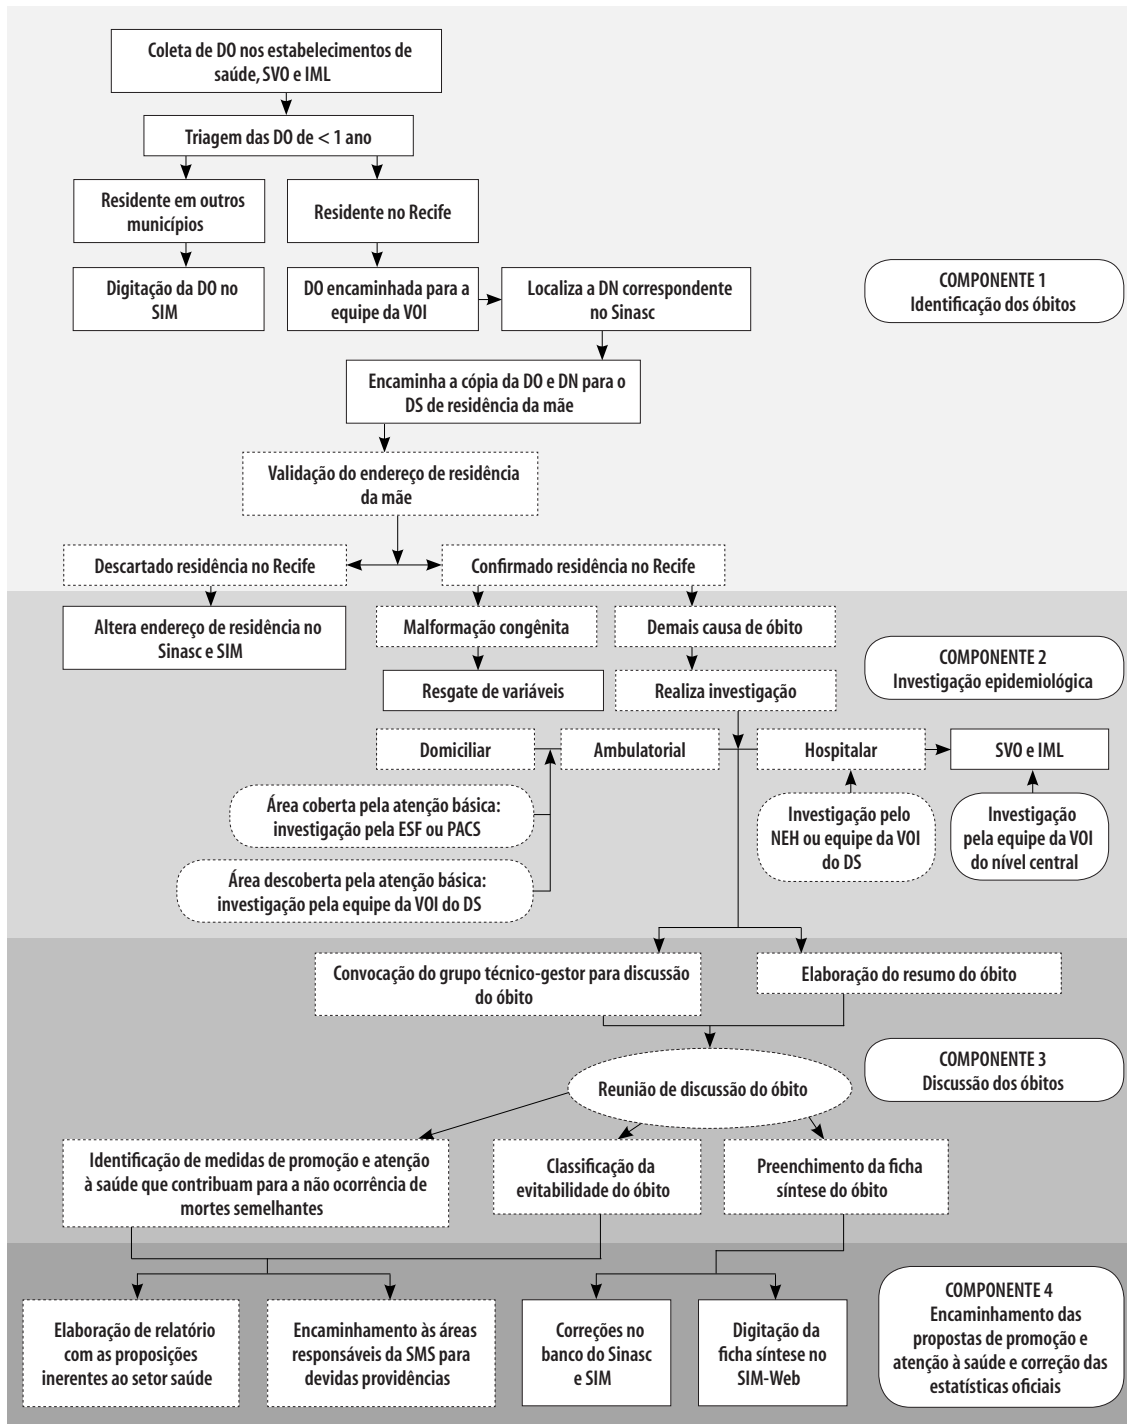 Coleta de DO nos estabelecimentos de
saúde, SVO e IML
Triagem das DO de < 1 ano
Residente em outros
municípios
Residente no Recife
Digitação da DO no
SIM
DO encaminhada para a
equipe da VOI
Localiza a DN correspondente
no Sinasc
COMPONENTE 1
Identificação dos óbitos
Encaminha a cópia da DO e DN para o
DS de residência da mãe
Validação do endereço de residência
da mãe
Descartado residência no Recife
Confirmado residência no Recife
Altera endereço de residência no
Sinasc e SIM
Malformação congênita
Demais causa de óbito
Resgate de variáveis
Realiza investigação
COMPONENTE 2
Investigação epidemiológica
Domiciliar
Ambulatorial
Hospitalar
SVO e IML
Área coberta pela atenção básica:
investigação pela ESF ou PACS
Investigação pelo
NEH ou equipe da VOI
do DS
Investigação
pela equipe da VOI
do nível central
Área descoberta pela atenção básica:
investigação pela equipe da VOI do DS
Convocação do grupo técnico-gestor para discussão
do óbito
Elaboração do resumo do óbito
COMPONENTE 3
Discussão dos óbitos
Reunião de discussão do óbito
Identificação de medidas de promoção e atenção
à saúde que contribuam para a não ocorrência de
mortes semelhantes
Classificação da
evitabilidade do óbito
Preenchimento da ficha
síntese do óbito
Elaboração de relatório
com as proposições
inerentes ao setor saúde
Encaminhamento às áreas
responsáveis da SMS para
devidas providências
Correções no
banco do Sinasc
e SIM
Digitação da
ficha síntese no
SIM-Web
COMPONENTE 4
Encaminhamento das
propostas de promoção e
atenção à saúde e correção das
estatísticas oficiais